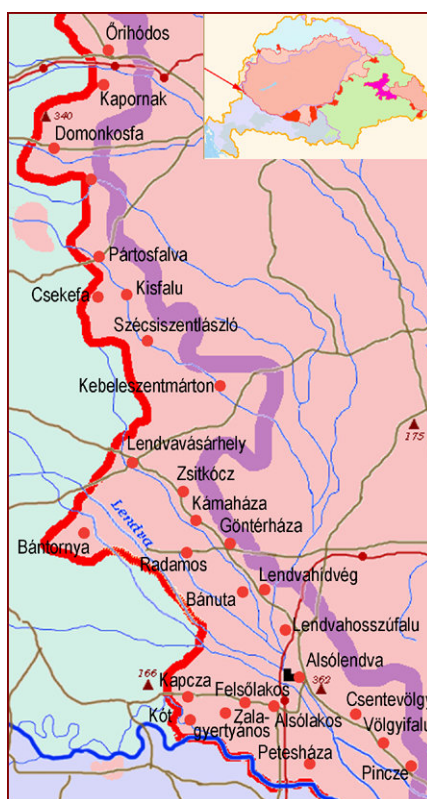 Őrihódos
Kapornak
340
Domonkosfa
Pártosfalva
Kisfalu
Csekefa
Szécsiszentlászló
Kebeleszentmárton
175
Lendvavásárhely
Zsitkócz
Lendva
Kámaháza
Göntérháza
Bántornya
Radamos
Bánuta
Lendvahídvég
Lendvahosszúfalu
Alsólendva
166
362
Kapcza
Felsőlakos
Csentevölgy
Kót
Zala-
gyertyános
Alsólakos
Völgyifalu
Petesháza
Pincze